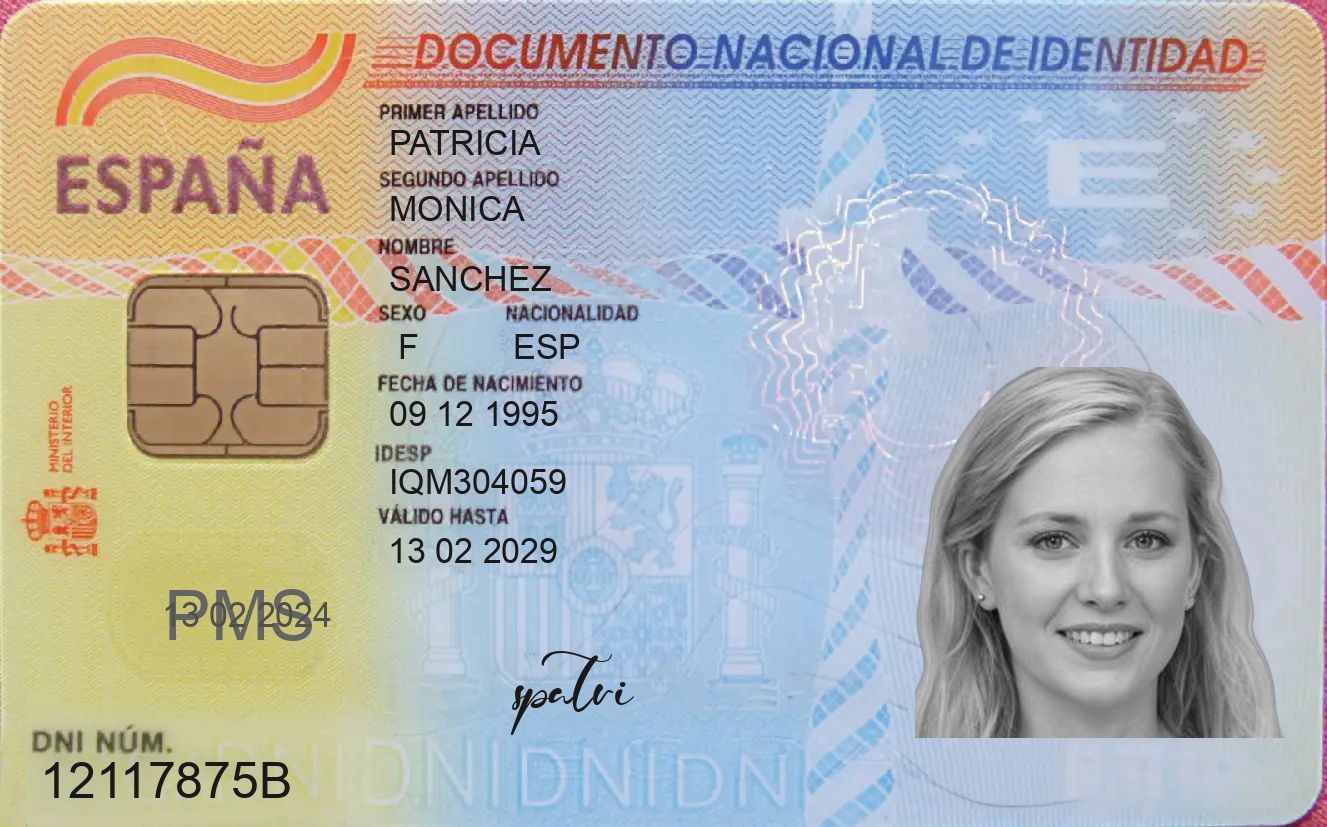 DOCUMENTO NACIONAL DE IDENTIDAD
ESPAÑA
PRIMER APELLIDO
PATRICIA
SEGUNDO APELLIDO
MONICA
NOMBRE
SANCHEZ
SEXO NACIONALIDAD
F ESP
FECHA DE NACIMIENTO
09 12 1995
IDESP
IQM304059
VÁLIDO HASTA
13 02 2029
MINISTERIO
DEL INTERIOR
PMS
13 02 2024
spatri
DNI NÚM.
12117875B
E
DNIDNIDNIDNI